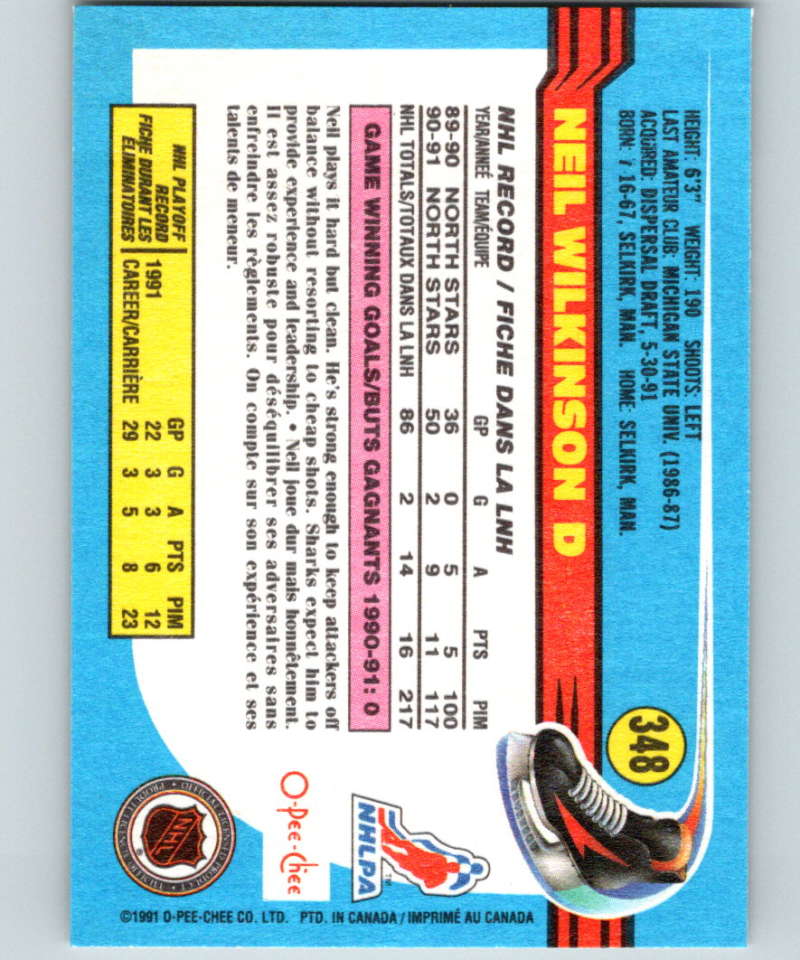 HEIGHT: 6'3" WEIGHT: 190 SHOOTS: LEFT
LAST AMATEUR CLUB: MICHIGAN STATE UNIV. (1986-87)
ACQUIRED: DISPERSAL DRAFT, 5-30-91
BORN: 16-67, SELKIRK, MAN. HOME: SELKIRK, MAN.
348
NEIL WILKINSON D
NHL RECORD / FICHE DANS LA LNH
YEAR/ANNÉE TEAM/ÉQUIPE GP G A PTS PIM
89-90 NORTH STARS 36 0 5 5 100
90-91 NORTH STARS 50 2 9 11 117
NHL TOTALS/TOTAUX DANS LA LNH 86 2 14 16 217
GAME WINNING GOALS/BUTS GAGNANTS 1990-91: 0
Neil plays it hard but clean. He's strong enough to keep attackers off
balance without resorting to cheap shots. Sharks expect him to
provide experience and leadership. • Neil joue dur mais honnêtement.
Il est assez robuste pour déséquilibrer ses adversaires sans
enfreindre les règlements. On compte sur son expérience et ses
talents de meneur.
NHL PLAYOFF
RECORD
FICHE DURANT LES
ÉLIMINATOIRES
GP G A PTS PIM
1991 22 3 3 6 12
CAREER/CARRIÈRE 29 3 5 8 23
NHLPA
TM
O-Pee-Chee
NHL
®
©1991 O-PEE-CHEE CO. LTD. PTD. IN CANADA / IMPRIMÉ AU CANADA